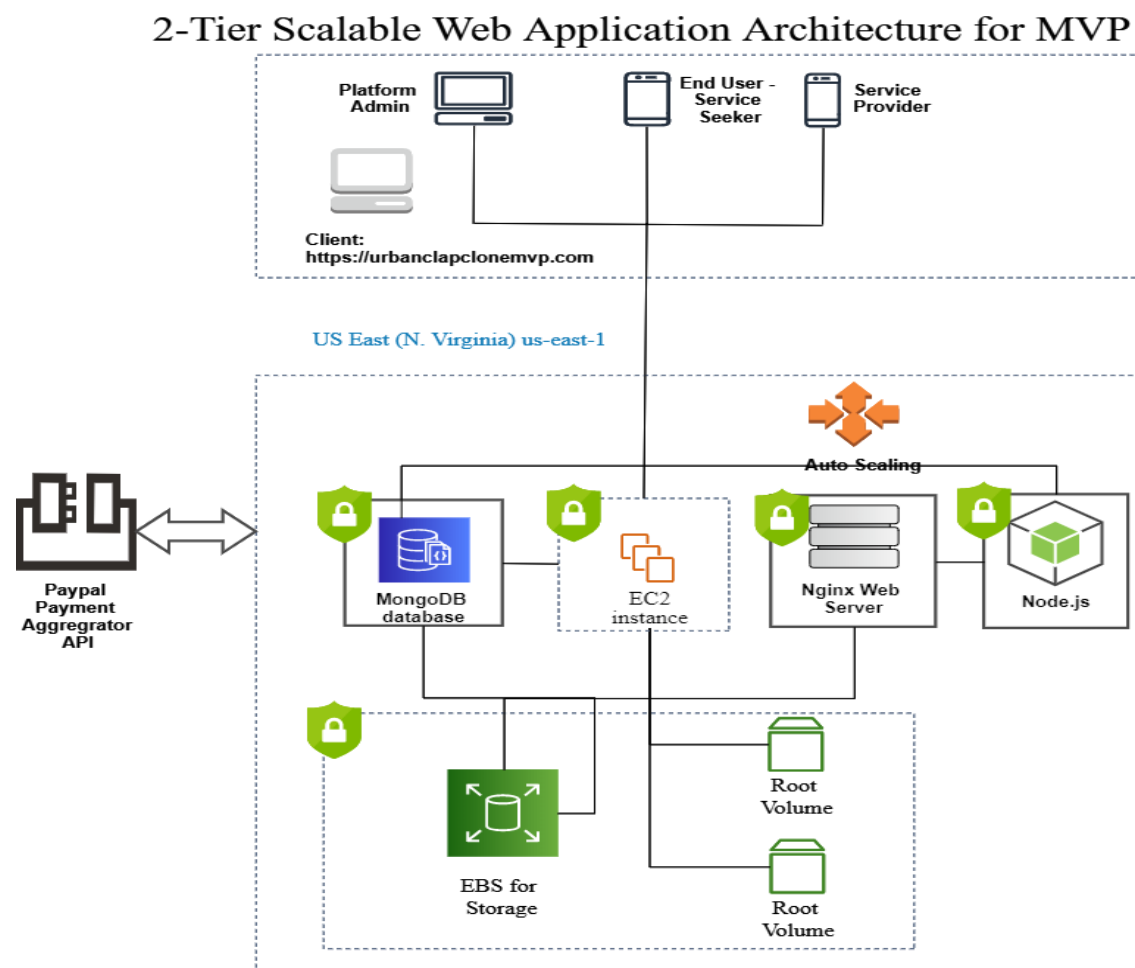 2-Tier Scalable Web Application Architecture for MVP
Platform
Admin
End User -
Service
Seeker
Service
Provider
Client:
https://urbanclapclonemvp.com
US East (N. Virginia) us-east-1
Auto Scaling
Paypal
Payment
Aggregrator
API
MongoDB
database
EC2
instance
Nginx Web
Server
Node.js
Root
Volume
EBS for
Storage
Root
Volume